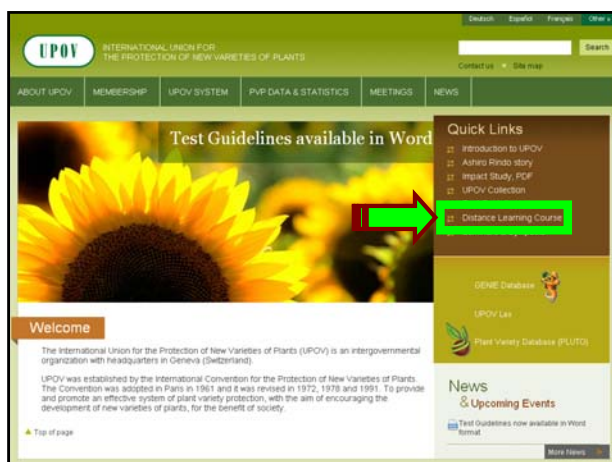 Deutsch Español Français Other
UPOV
INTERNATIONAL UNION FOR
THE PROTECTION OF NEW VARIETIES OF PLANTS
Search
Contact us Site map
ABOUT UPOV MEMBERSHIP UPOV SYSTEM PVP DATA & STATISTICS MEETINGS NEWS
Test Guidelines available in Word
Quick Links
Introduction to UPOV
Ashiro Rindo story
Impact Study, PDF
UPOV Collection
Distance Learning Course
GENIE Database
UPOV Lex
Plant Variety Database (PLUTO)
Welcome
The International Union for the Protection of New Varieties of Plants (UPOV) is an intergovernmental
organization with headquarters in Geneva (Switzerland).
UPOV was established by the International Convention for the Protection of New Varieties of Plants.
The Convention was adopted in Paris in 1961 and it was revised in 1972, 1978 and 1991. To provide
and promote an effective system of plant variety protection, with the aim of encouraging the
development of new varieties of plants, for the benefit of society.
Top of page
News
& Upcoming Events
Test Guidelines now available in Word
format
More News